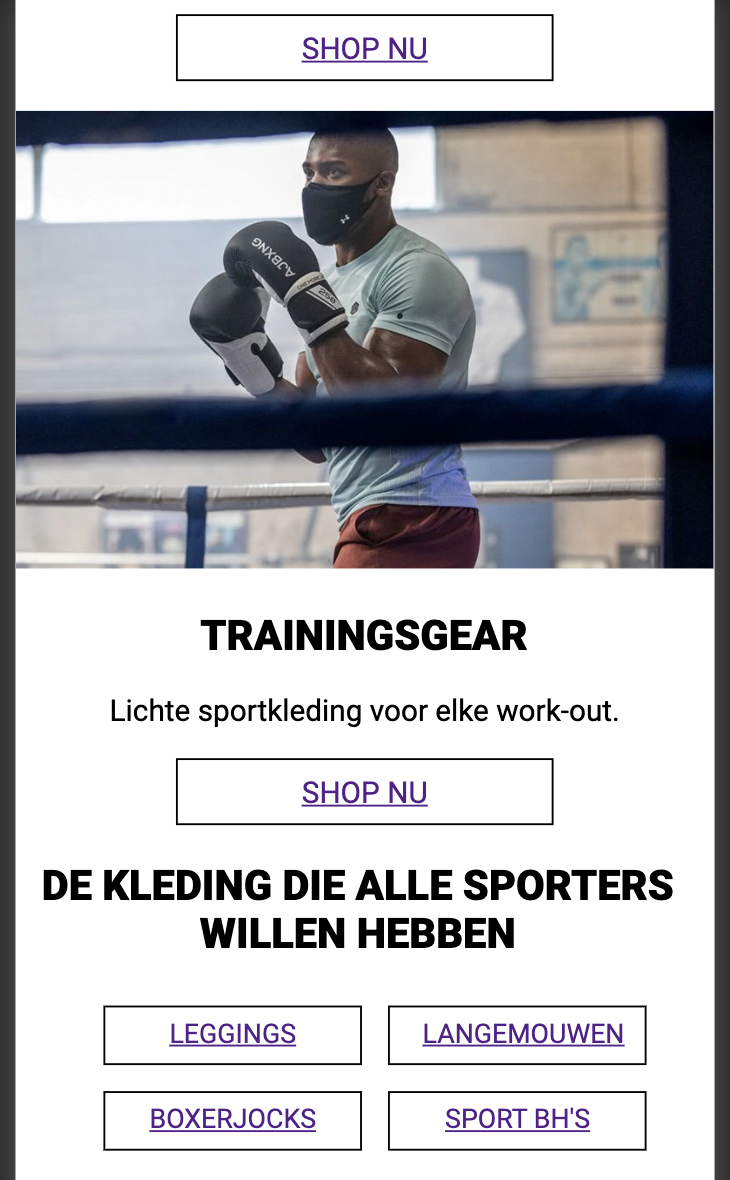 SHOP NU
AJBXNG
TRAININGSGEAR
Lichte sportkleding voor elke work-out.
SHOP NU
DE KLEDING DIE ALLE SPORTERS
WILLEN HEBBEN
LEGGINGS
LANGEMOUWEN
BOXERJOCKS
SPORT BH'S